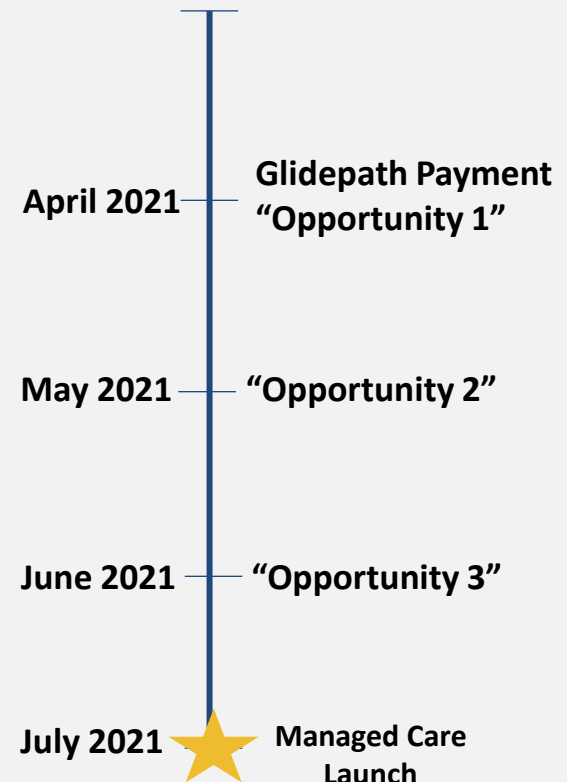 April 2021
Glidepath Payment
“Opportunity 1”
May 2021
“Opportunity 2”
June 2021
“Opportunity 3”
July 2021
Managed Care
Launch